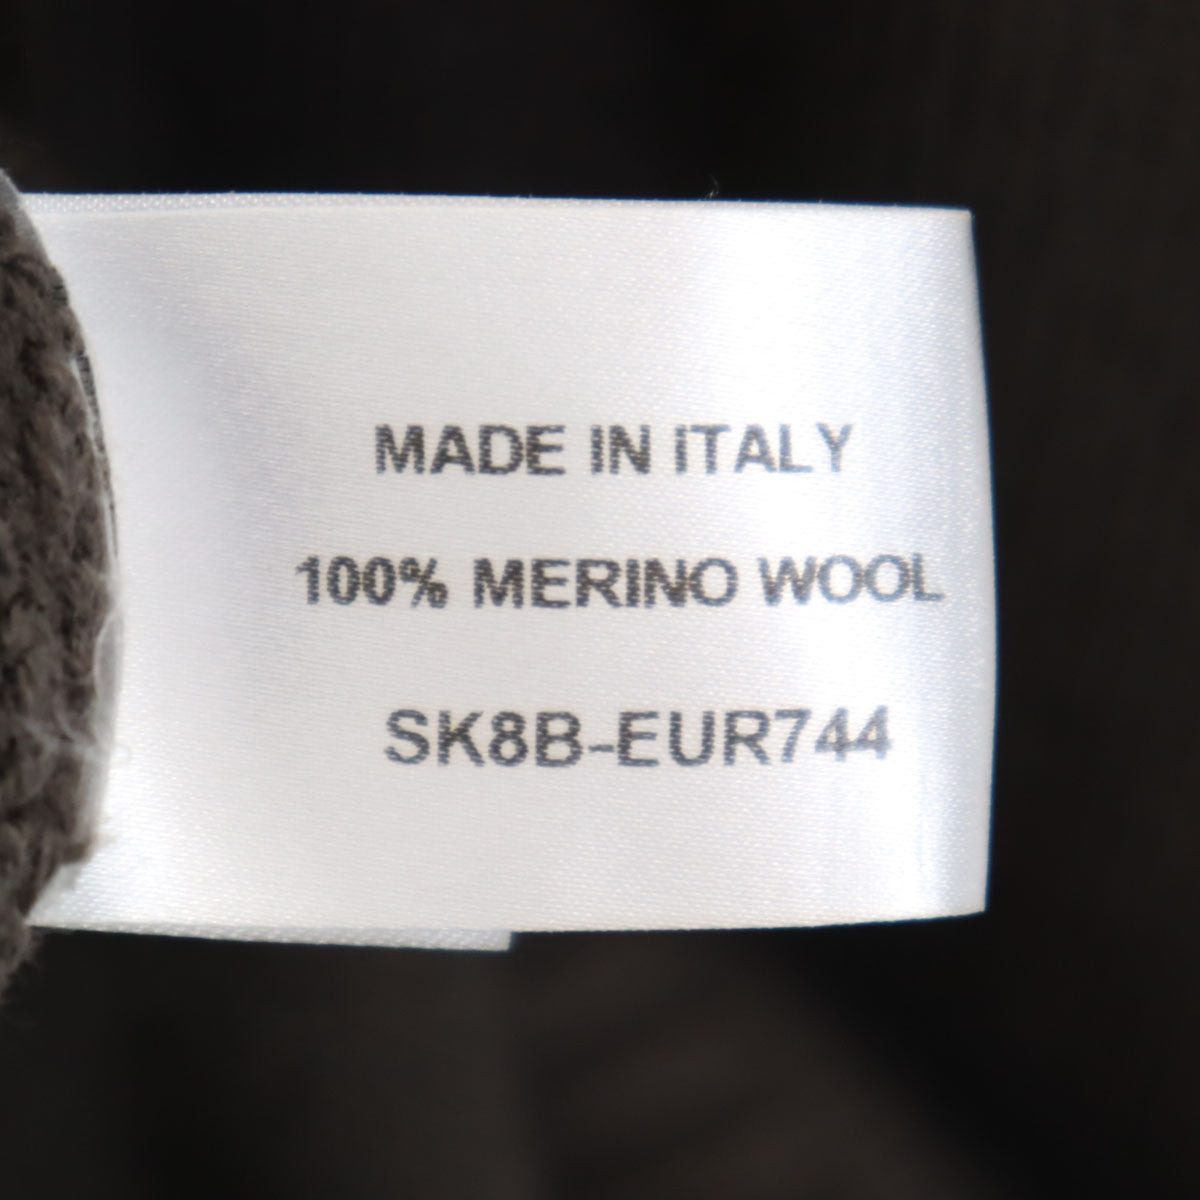 MADE IN ITALY
100% MERINO WOOL
SK8B-EUR744